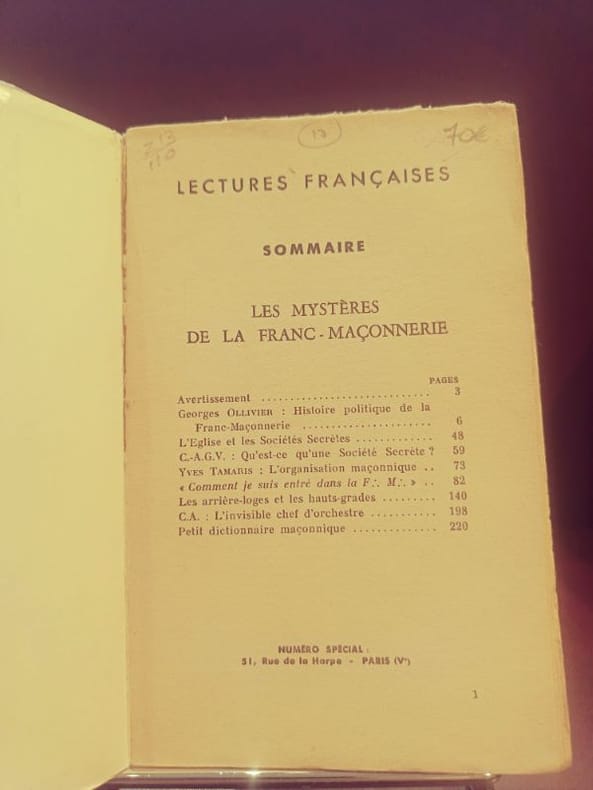 13
70€
LECTURES FRANÇAISES
SOMMAIRE
LES MYSTÈRES
DE LA FRANC-MAÇONNERIE
PAGES
Avertissement ............................ 3
Georges OLLIVIER : Histoire politique de la
Franc-Maçonnerie ...................... 6
L'Eglise et les Sociétés Secrètes ............. 48
C.-A.G.V. : Qu'est-ce qu'une Société Secrète ? 59
YVES TAMARIS : L'organisation maçonnique .. 73
« Comment je suis entré dans la F∴ M∴ » .. 82
Les arrière-loges et les hauts-grades ......... 140
C.A. : L'invisible chef d'orchestre ........... 198
Petit dictionnaire maçonnique .............. 220
NUMÉRO SPÉCIAL :
51, Rue de la Harpe - PARIS (Vᵉ)
1